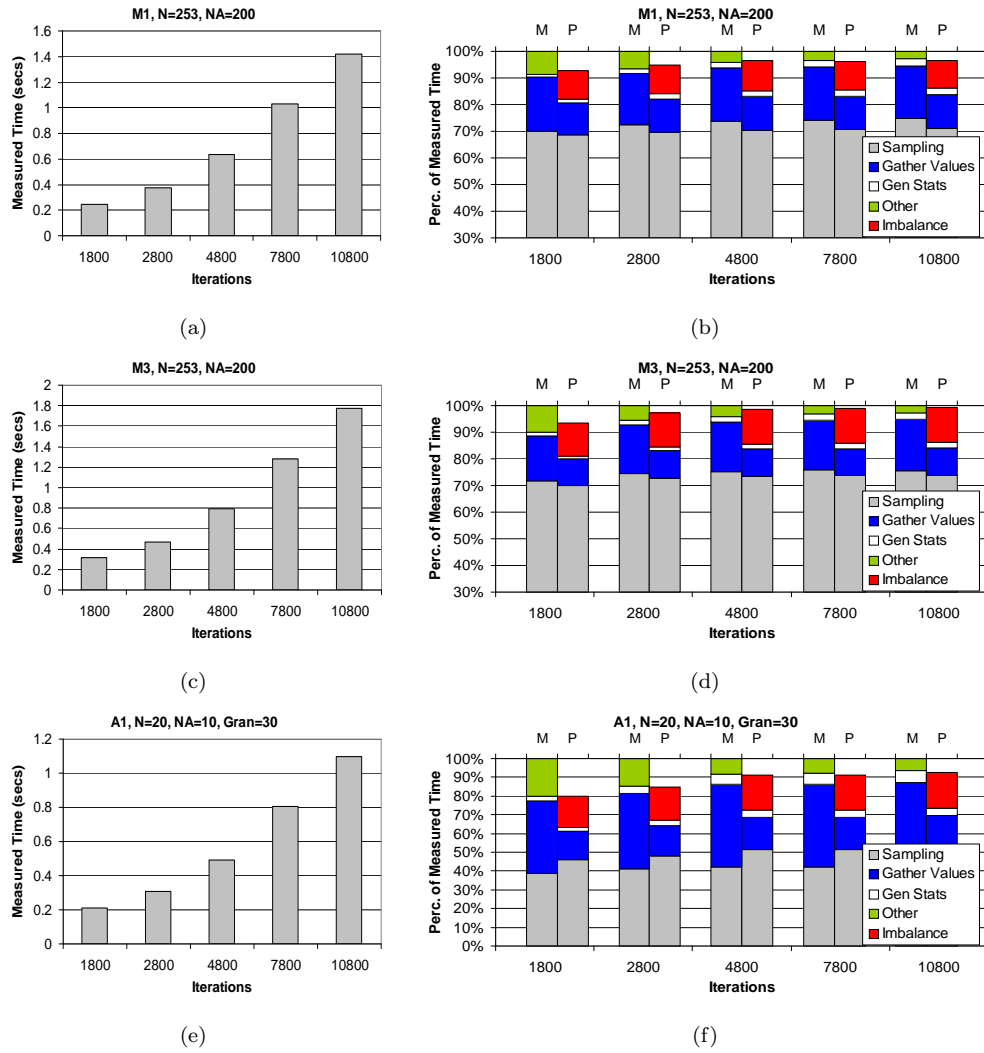 M1, N=253, NA=200
1.6
1.4
1.2
1
0.8
0.6
0.4
0.2
0
Measured Time (secs)
1800 2800 4800 7800 10800
Iterations
(a)
M1, N=253, NA=200
M P M P M P M P M P
100%
90%
80%
70%
60%
50%
40%
30%
Perc. of Measured Time
Sampling
Gather Values
Gen Stats
Other
Imbalance
1800 2800 4800 7800 10800
Iterations
(b)
M3, N=253, NA=200
2
1.8
1.6
1.4
1.2
1
0.8
0.6
0.4
0.2
0
Measured Time (secs)
1800 2800 4800 7800 10800
Iterations
(c)
M3, N=253, NA=200
M P M P M P M P M P
100%
90%
80%
70%
60%
50%
40%
30%
Perc. of Measured Time
Sampling
Gather Values
Gen Stats
Other
Imbalance
1800 2800 4800 7800 10800
Iterations
(d)
A1, N=20, NA=10, Gran=30
1.2
1
0.8
0.6
0.4
0.2
0
Measured Time (secs)
1800 2800 4800 7800 10800
Iterations
(e)
A1, N=20, NA=10, Gran=30
M P M P M P M P M P
100%
90%
80%
70%
60%
50%
40%
30%
20%
10%
0%
Perc. of Measured Time
Sampling
Gather Values
Gen Stats
Other
Imbalance
1800 2800 4800 7800 10800
Iterations
(f)